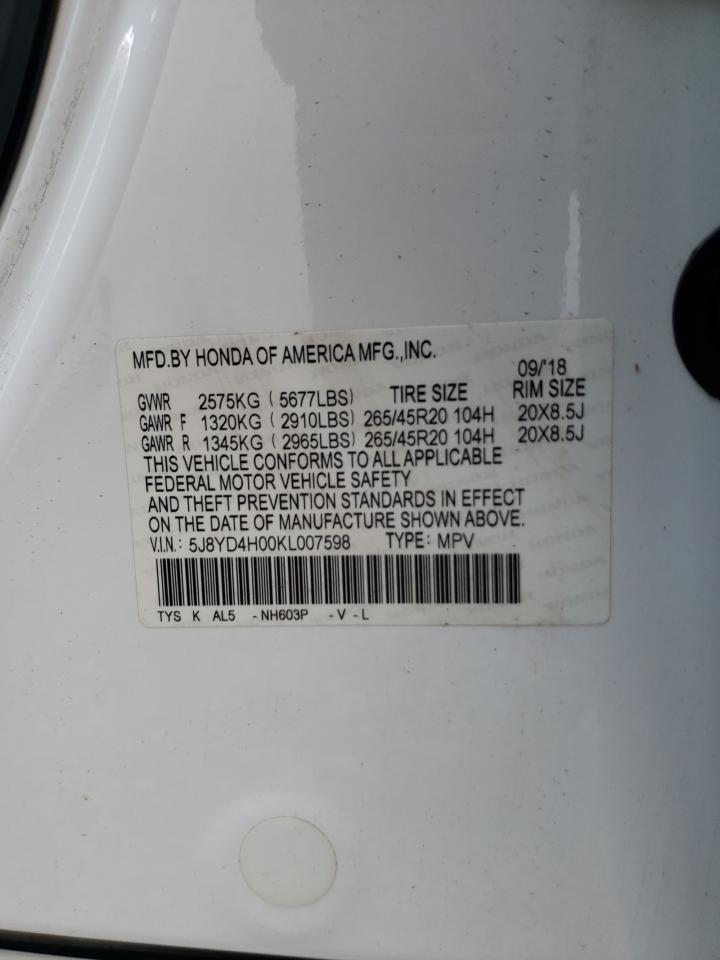 MFD.BY HONDA OF AMERICA MFG.,INC.
09/'18
GVWR 2575KG ( 5677LBS) TIRE SIZE RIM SIZE
GAWR F 1320KG ( 2910LBS) 265/45R20 104H 20X8.5J
GAWR R 1345KG ( 2965LBS) 265/45R20 104H 20X8.5J
THIS VEHICLE CONFORMS TO ALL APPLICABLE
FEDERAL MOTOR VEHICLE SAFETY
AND THEFT PREVENTION STANDARDS IN EFFECT
ON THE DATE OF MANUFACTURE SHOWN ABOVE.
V.I.N.: 5J8YD4H00KL007598 TYPE: MPV
TYS K AL5 - NH603P - V - L